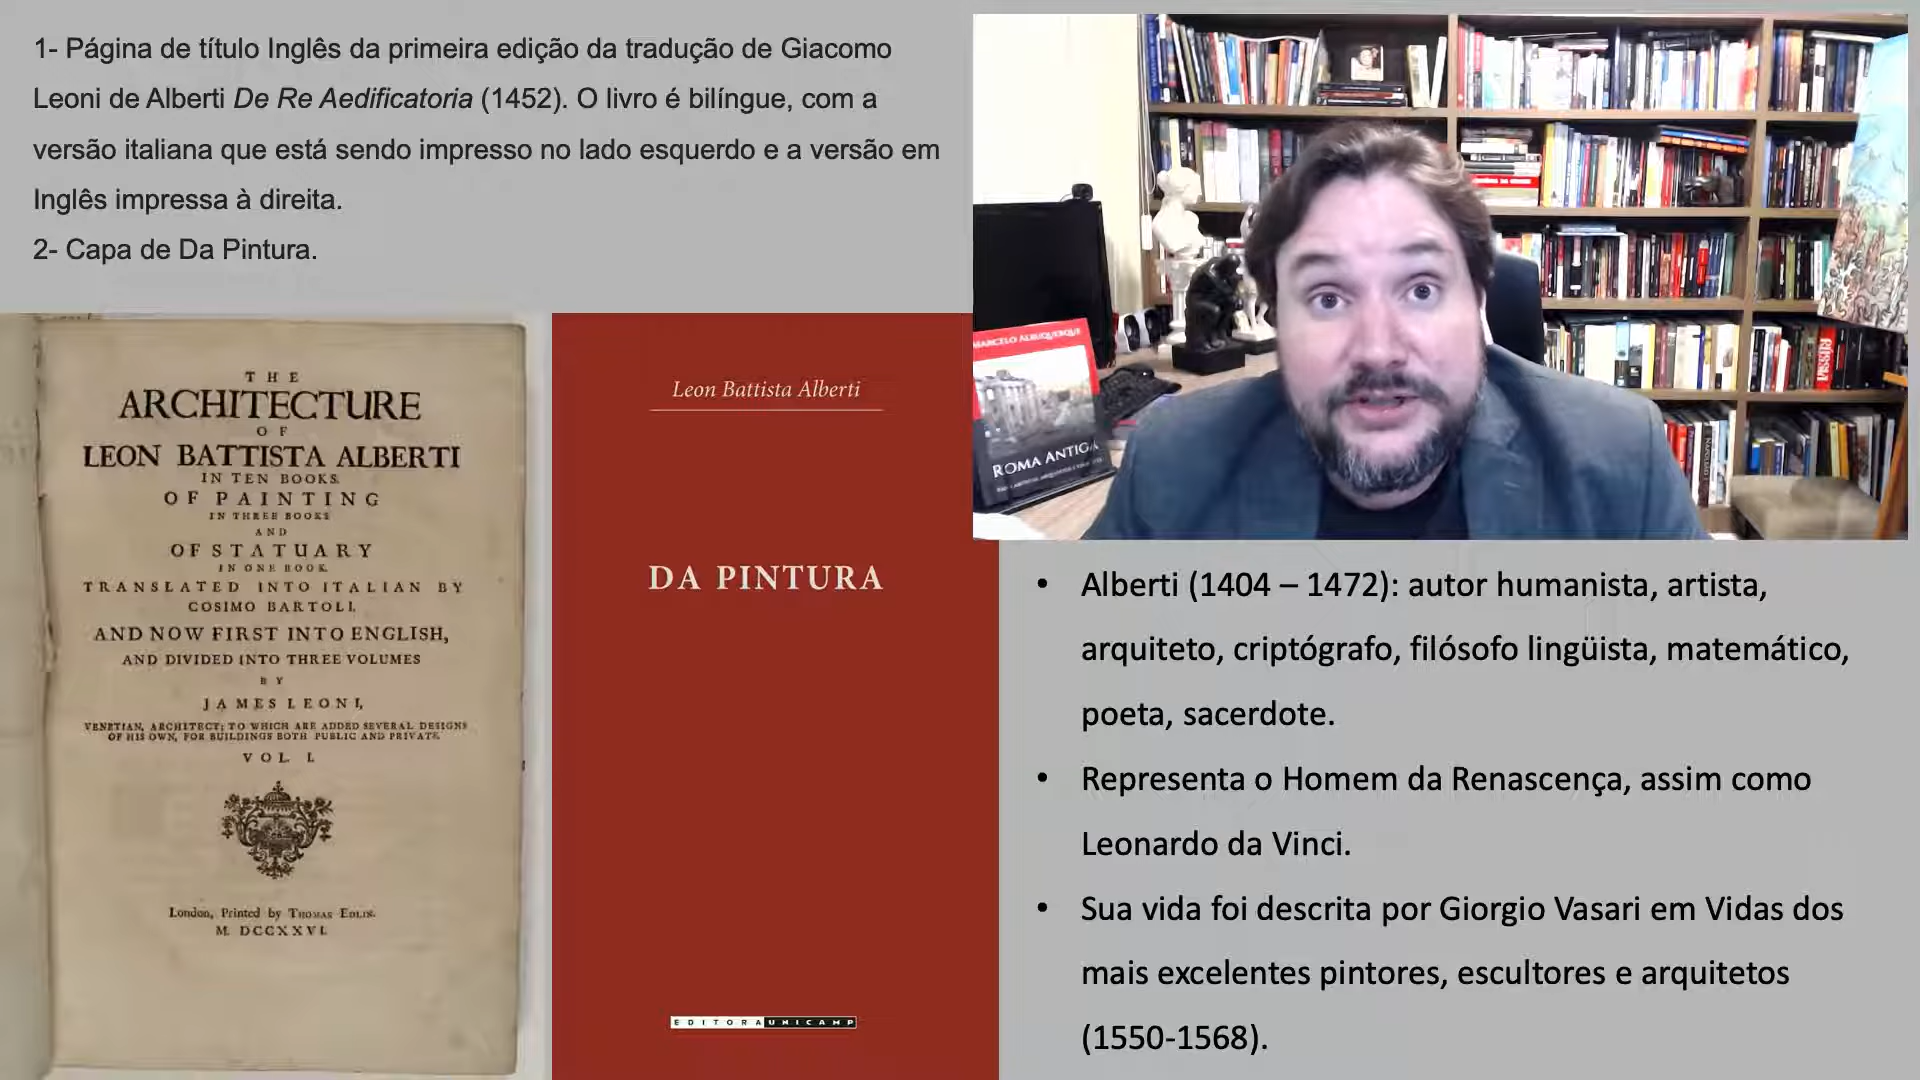 1- Página de título Inglês da primeira edição da tradução de Giacomo
Leoni de Alberti De Re Aedificatoria (1452). O livro é bilíngue, com a
versão italiana que está sendo impresso no lado esquerdo e a versão em
Inglês impressa à direita.
2- Capa de Da Pintura.
THE
ARCHITECTURE
OF
LEON BATTISTA ALBERTI
IN TEN BOOKS.
OF PAINTING
IN THREE BOOKS
AND
OF STATUARY
IN ONE BOOK.
TRANSLATED INTO ITALIAN BY
COSIMO BARTOLI.
AND NOW FIRST INTO ENGLISH,
AND DIVIDED INTO THREE VOLUMES
BY
JAMES LEONI,
VENETIAN, ARCHITECT; TO WHICH ARE ADDED SEVERAL DESIGNS
OF HIS OWN, FOR BUILDINGS BOTH PUBLIC AND PRIVATE.
VOL. I.
London, Printed by THOMAS EDLIN.
M. DCCXXVI.
Leon Battista Alberti
DA PINTURA
EDITORA UNICAMP
MARCELO ALBUQUERQUE
ROMA ANTIGA
• Alberti (1404 – 1472): autor humanista, artista,
arquiteto, criptógrafo, filósofo lingüista, matemático,
poeta, sacerdote.
• Representa o Homem da Renascença, assim como
Leonardo da Vinci.
• Sua vida foi descrita por Giorgio Vasari em Vidas dos
mais excelentes pintores, escultores e arquitetos
(1550-1568).